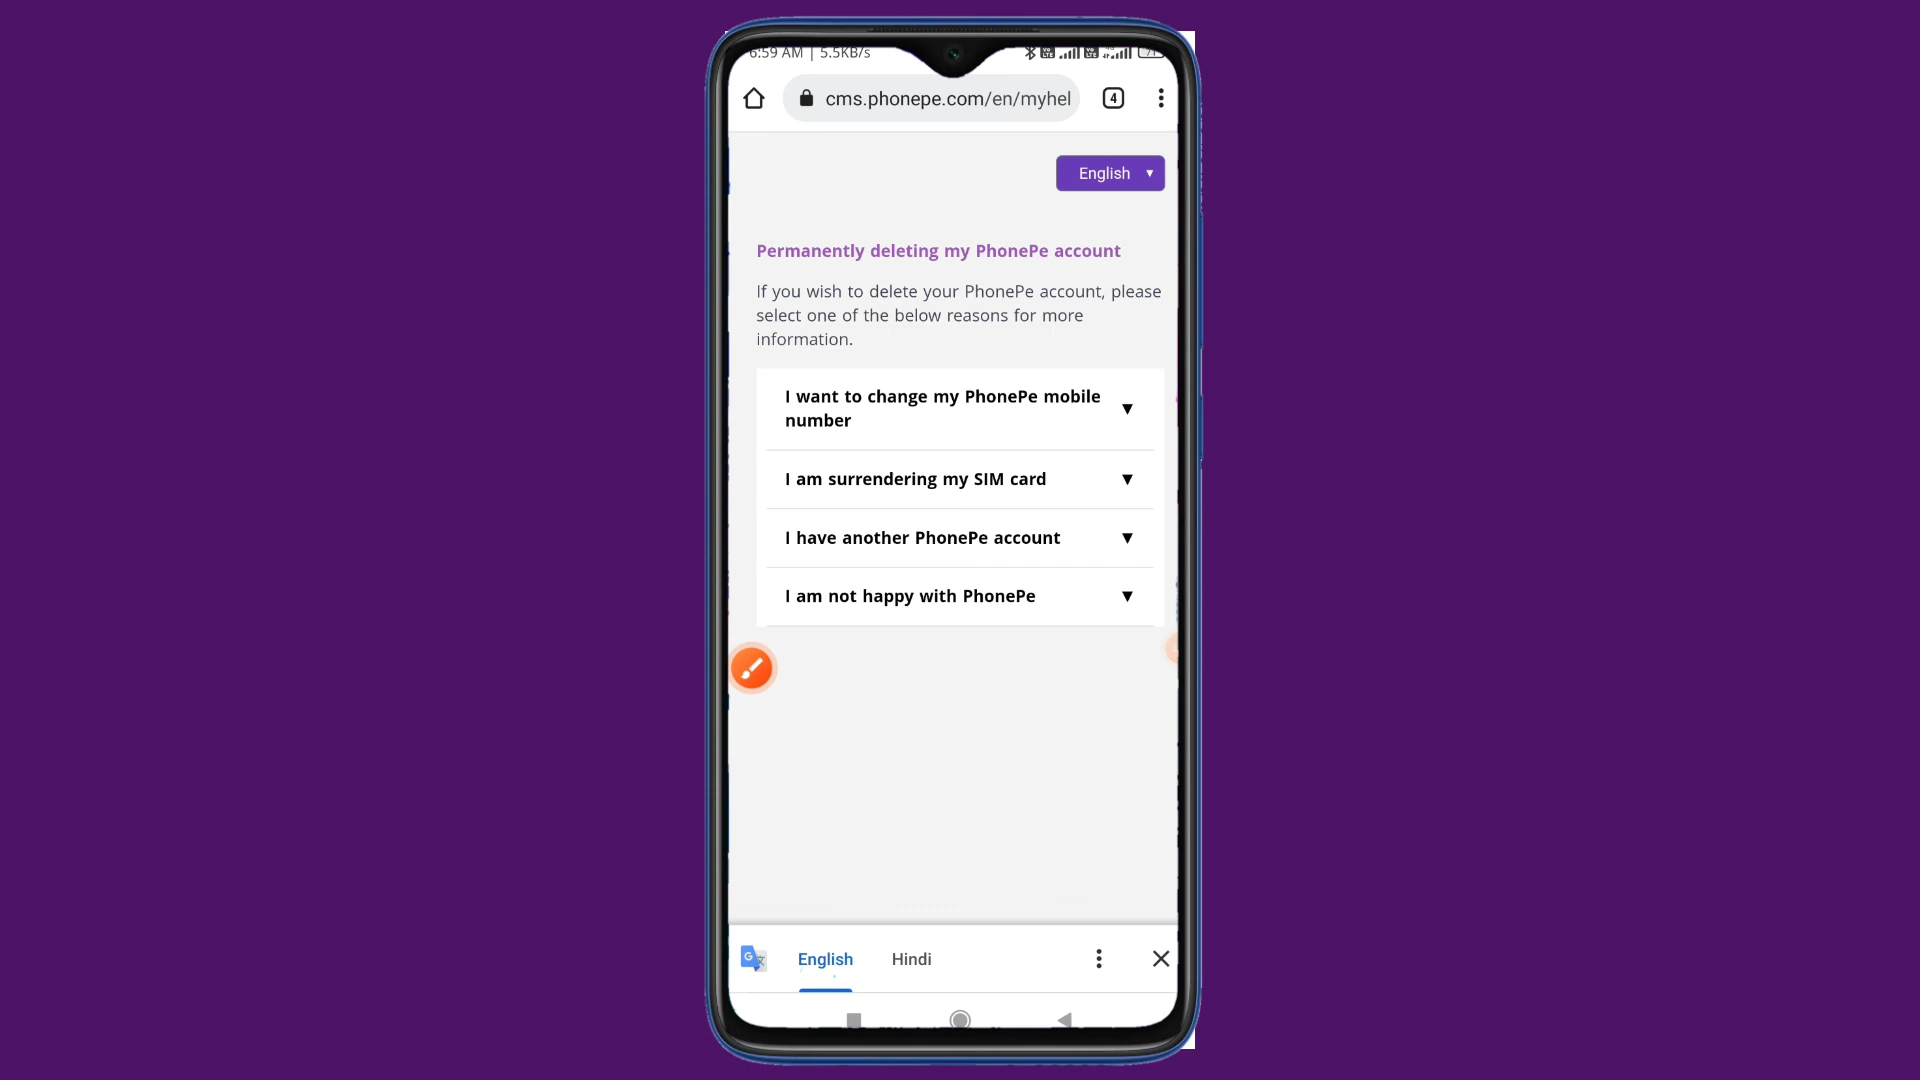 6:59 AM | 5.5KB/s
cms.phonepe.com/en/myhel
4
English
Permanently deleting my PhonePe account
If you wish to delete your PhonePe account, please
select one of the below reasons for more
information.
I want to change my PhonePe mobile
number
I am surrendering my SIM card
I have another PhonePe account
I am not happy with PhonePe
English Hindi